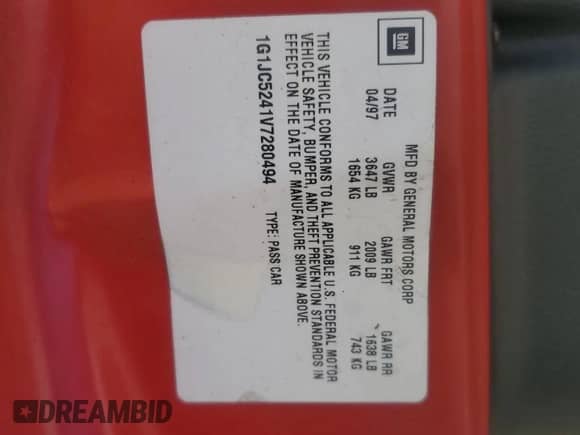 GM
MFD BY GENERAL MOTORS CORP
DATE GVWR GAWR FRT GAWR RR
04/97 3647 LB 2009 LB 1638 LB
1654 KG 911 KG 743 KG
THIS VEHICLE CONFORMS TO ALL APPLICABLE U.S. FEDERAL MOTOR
VEHICLE SAFETY, BUMPER, AND THEFT PREVENTION STANDARDS IN
EFFECT ON THE DATE OF MANUFACTURE SHOWN ABOVE.
1G1JC5241V7280494 TYPE: PASS CAR
DREAMBID